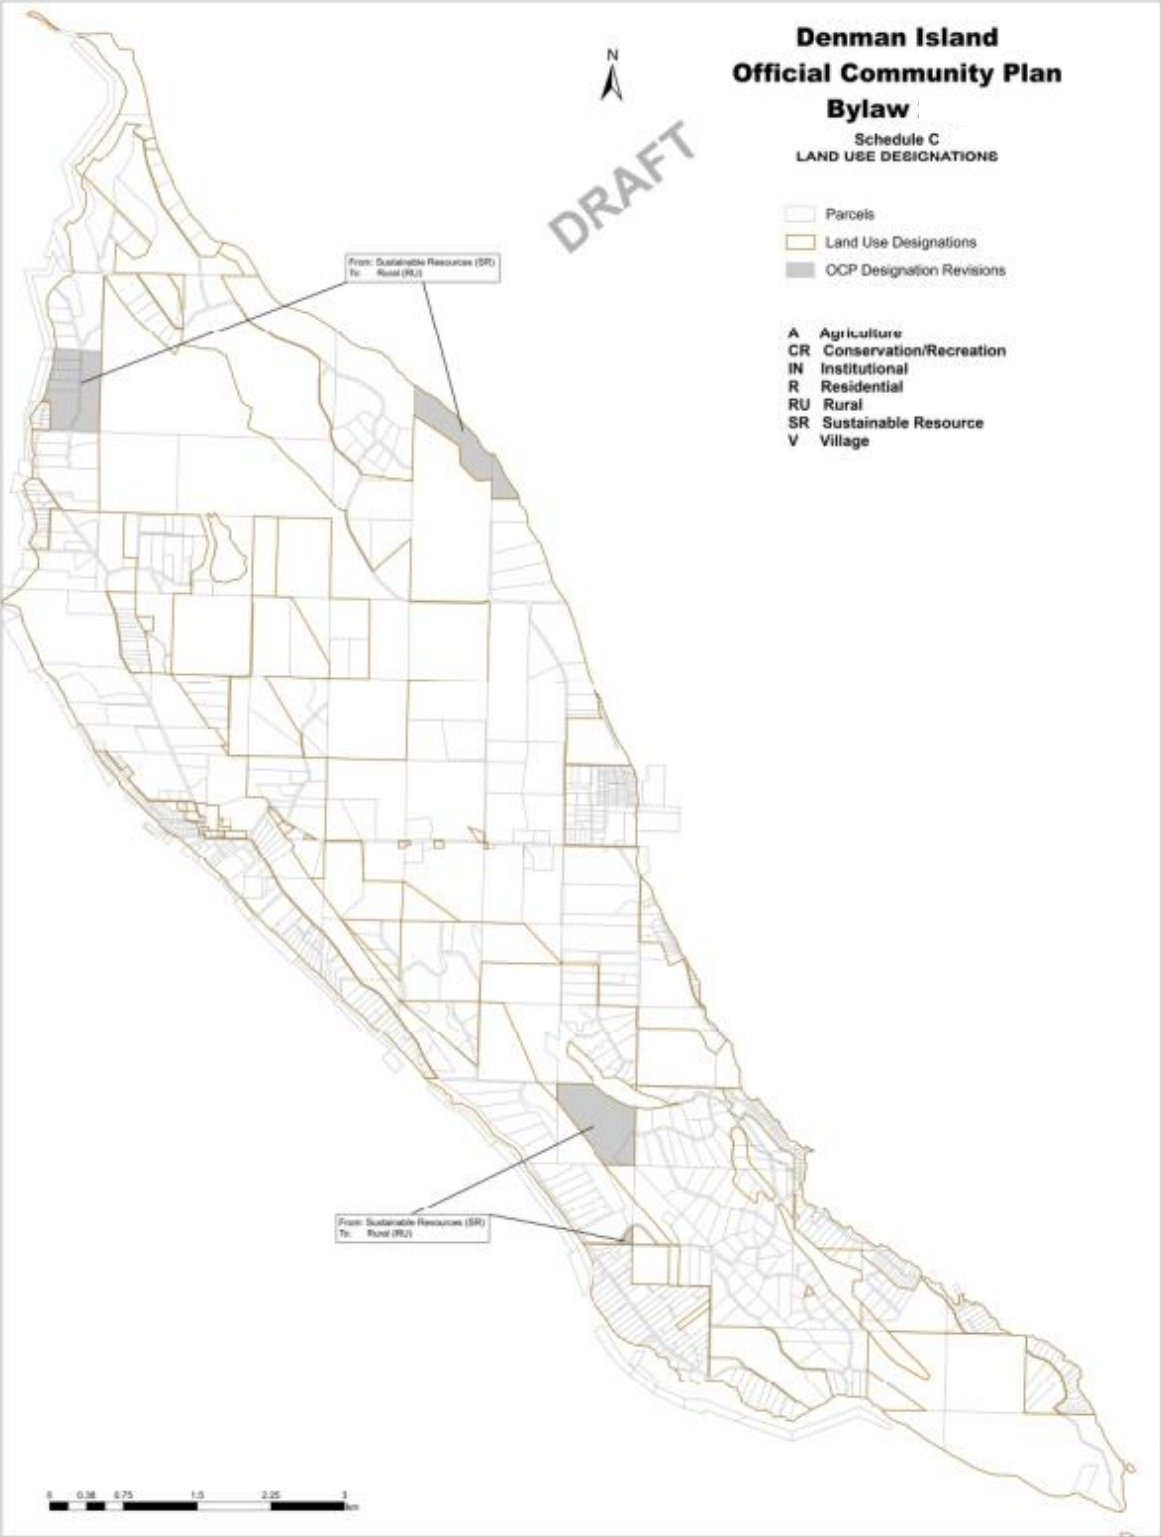 Denman Island
Official Community Plan
Bylaw
Schedule C
LAND USE DESIGNATIONS
N
DRAFT
Parcels
Land Use Designations
OCP Designation Revisions
A Agriculture
CR Conservation/Recreation
IN Institutional
R Residential
RU Rural
SR Sustainable Resource
V Village
From: Sustainable Resources (SR)
To: Rural (RU)
From: Sustainable Resources (SR)
To: Rural (RU)
0 0.38 0.75 1.5 2.25 3
km